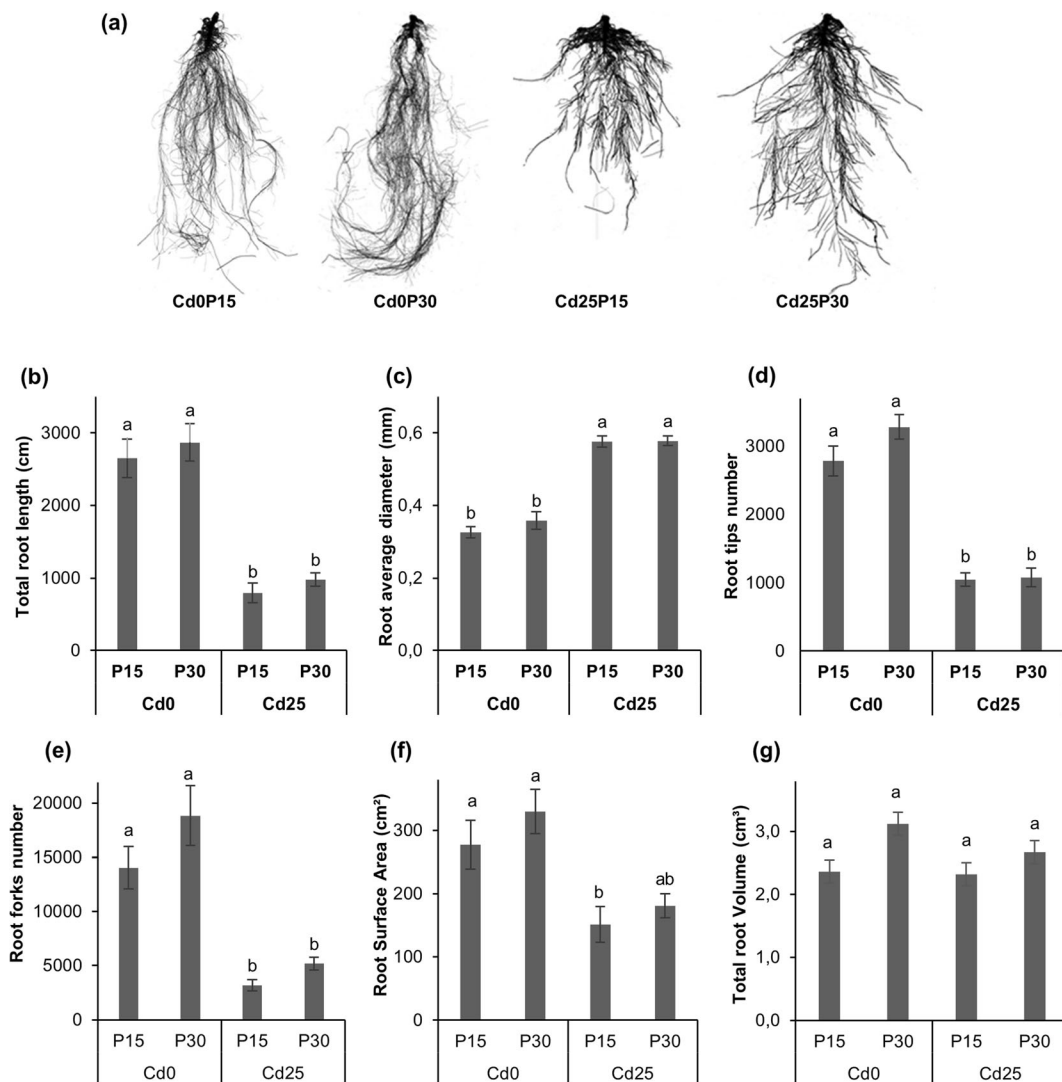 (a)
Cd0P15 Cd0P30 Cd25P15 Cd25P30
(b)
Total root length (cm)
3000
2000
1000
0
a a b b
P15 P30 P15 P30
Cd0 Cd25
(c)
Root average diameter (mm)
0,6
0,4
0,2
0,0
b b a a
P15 P30 P15 P30
Cd0 Cd25
(d)
Root tips number
3000
2000
1000
0
a a b b
P15 P30 P15 P30
Cd0 Cd25
(e)
Root forks number
20000
15000
10000
5000
0
a a b b
P15 P30 P15 P30
Cd0 Cd25
(f)
Root Surface Area (cm²)
300
200
100
0
a a b ab
P15 P30 P15 P30
Cd0 Cd25
(g)
Total root Volume (cm³)
3,0
2,0
1,0
0,0
a a a a
P15 P30 P15 P30
Cd0 Cd25